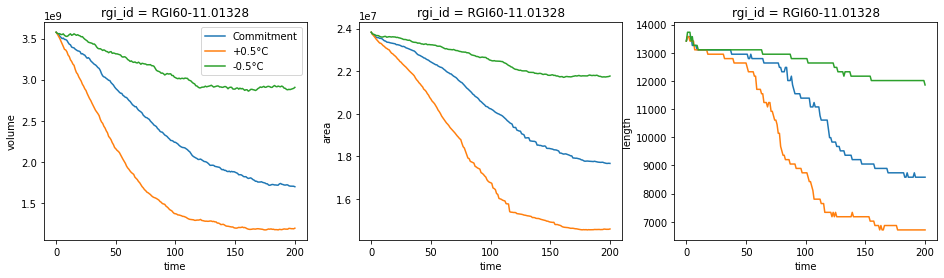 rgi_id = RGI60-11.01328
1e9
3.5
3.0
2.5
2.0
1.5
volume
0
50
100
150
200
time
Commitment
+0.5°C
-0.5°C
rgi_id = RGI60-11.01328
1e7
2.4
2.2
2.0
1.8
1.6
area
0
50
100
150
200
time
rgi_id = RGI60-11.01328
14000
13000
12000
11000
10000
9000
8000
7000
length
0
50
100
150
200
time